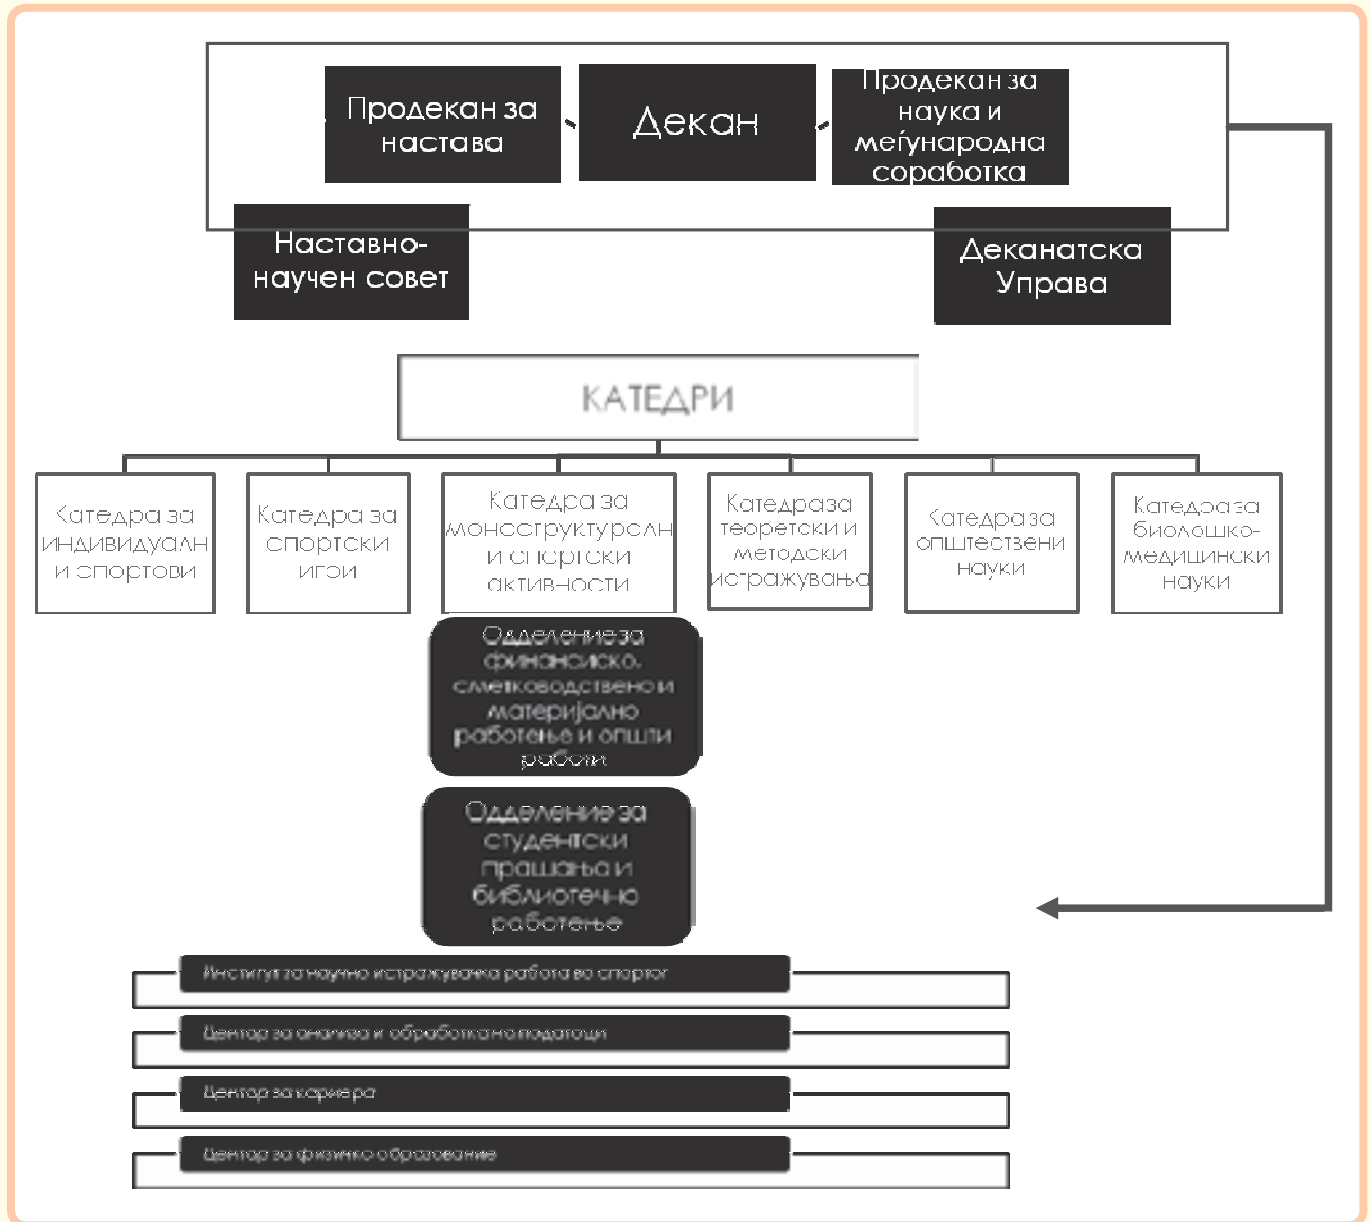 Продекан за
настава
Декан
Продекан за
наука и
меѓународна
соработка
Наставно-
научен совет
Деканатска
Управа
КАТЕДРИ
Катедра за
индивидуалн
и спортови
Катедра за
спортски
игри
Катедра за
моноструктуралн
и спортски
активности
Катедра за
теоретски и
методски
истражувања
Катедра за
општествени
науки
Катедра за
биолошко-
медицински
науки
Одделение за
финансиско,
сметководствено и
материјално
работење и општи
работи
Одделение за
студентски
прашања и
библиотечно
работење
Институт за научно истражувачка работа во спортот
Центар за анализа и обработка на податоци
Центар за кариера
Центар за физичко образование